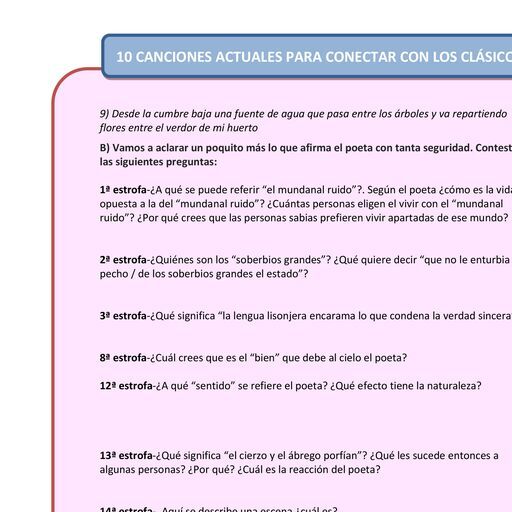 10 CANCIONES ACTUALES PARA CONECTAR CON LOS CLÁSICO
9) Desde la cumbre baja una fuente de agua que pasa entre los árboles y va repartiendo
flores entre el verdor de mi huerto
B) Vamos a aclarar un poquito más lo que afirma el poeta con tanta seguridad. Contest
las siguientes preguntas:
1ª estrofa-¿A qué se puede referir “el mundanal ruido”?. Según el poeta ¿cómo es la vida
opuesta a la del “mundanal ruido”? ¿Cuántas personas eligen el vivir con el “mundanal
ruido”? ¿Por qué crees que las personas sabias prefieren vivir apartadas de ese mundo?
2ª estrofa-¿Quiénes son los “soberbios grandes”? ¿Qué quiere decir “que no le enturbia
pecho / de los soberbios grandes el estado”?
3ª estrofa-¿Qué significa “la lengua lisonjera encarama lo que condena la verdad sincera
8ª estrofa-¿Cuál crees que es el “bien” que debe al cielo el poeta?
12ª estrofa-¿A qué “sentido” se refiere el poeta? ¿Qué efecto tiene la naturaleza?
13ª estrofa-¿Qué significa “el cierzo y el ábrego porfían”? ¿Qué les sucede entonces a
algunas personas? ¿Por qué? ¿Cuál es la reacción del poeta?
14ª estrofa- Aquí se describe una escena ¿cuál es?